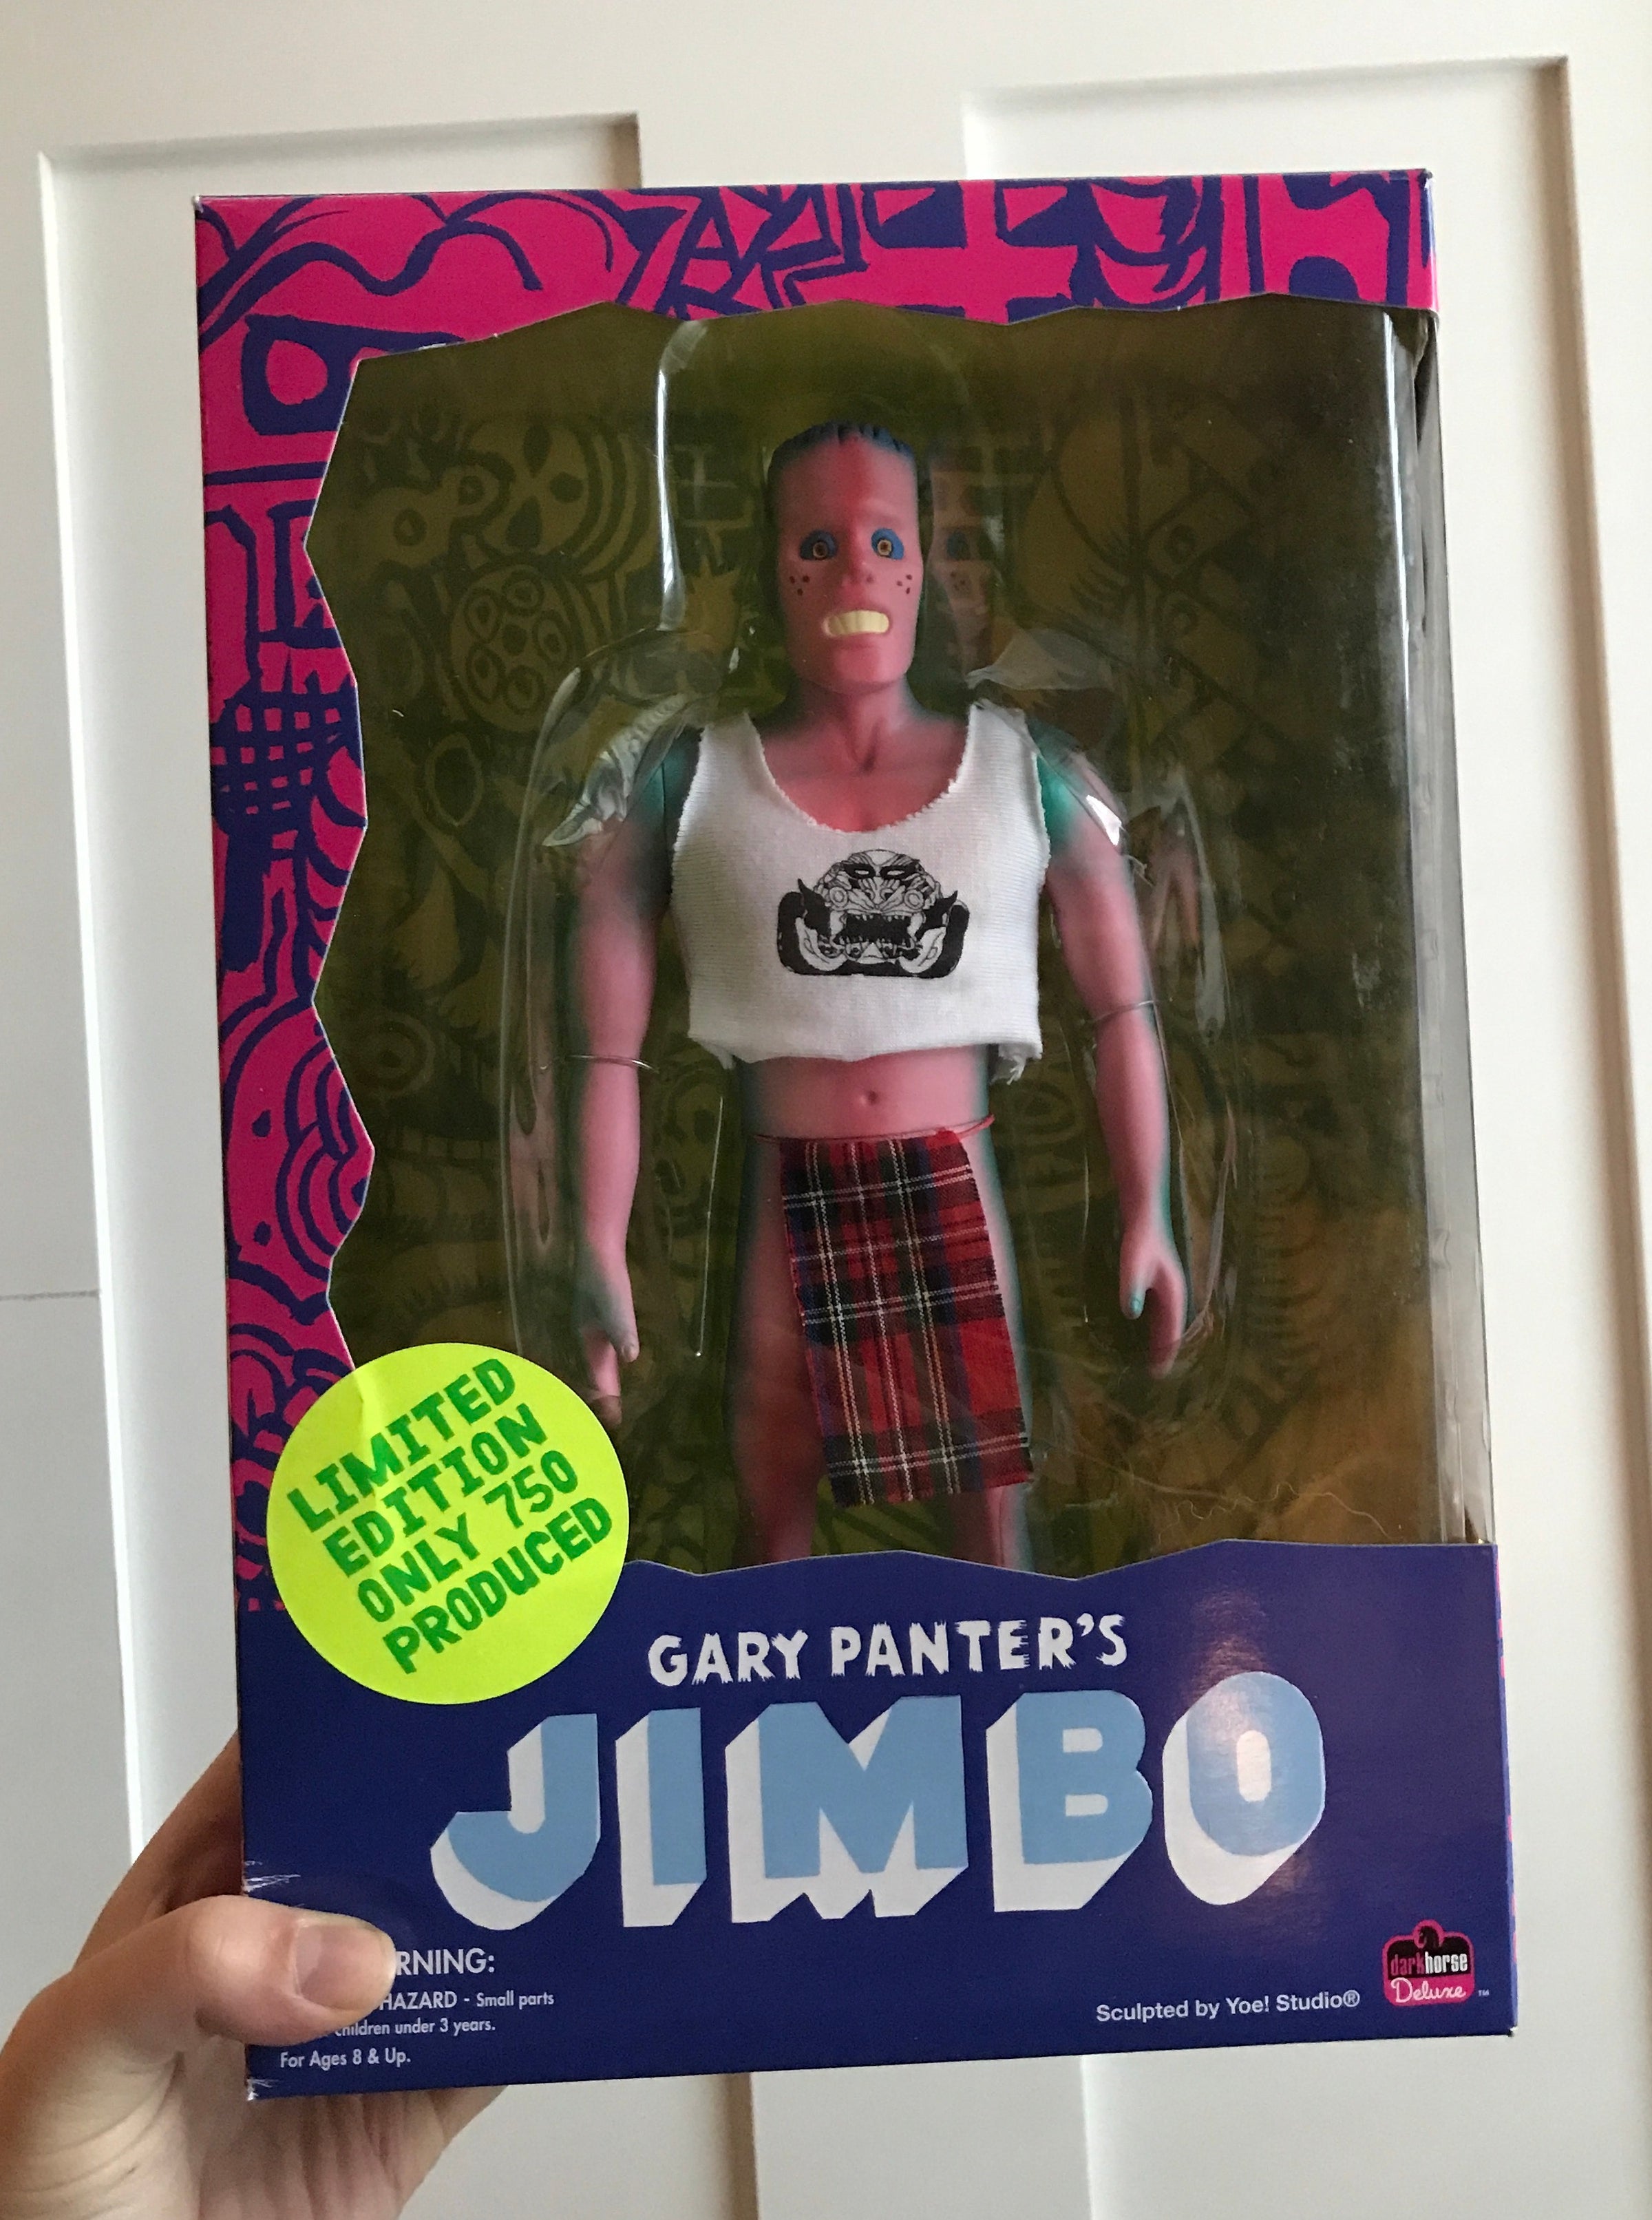 LIMITED
EDITION
ONLY 750
PRODUCED
GARY PANTER'S
JIMBO
RNING:
HAZARD - Small parts
children under 3 years.
For Ages 8 & Up.
Sculpted by Yoe! Studio®
darkhorse
Deluxe ™